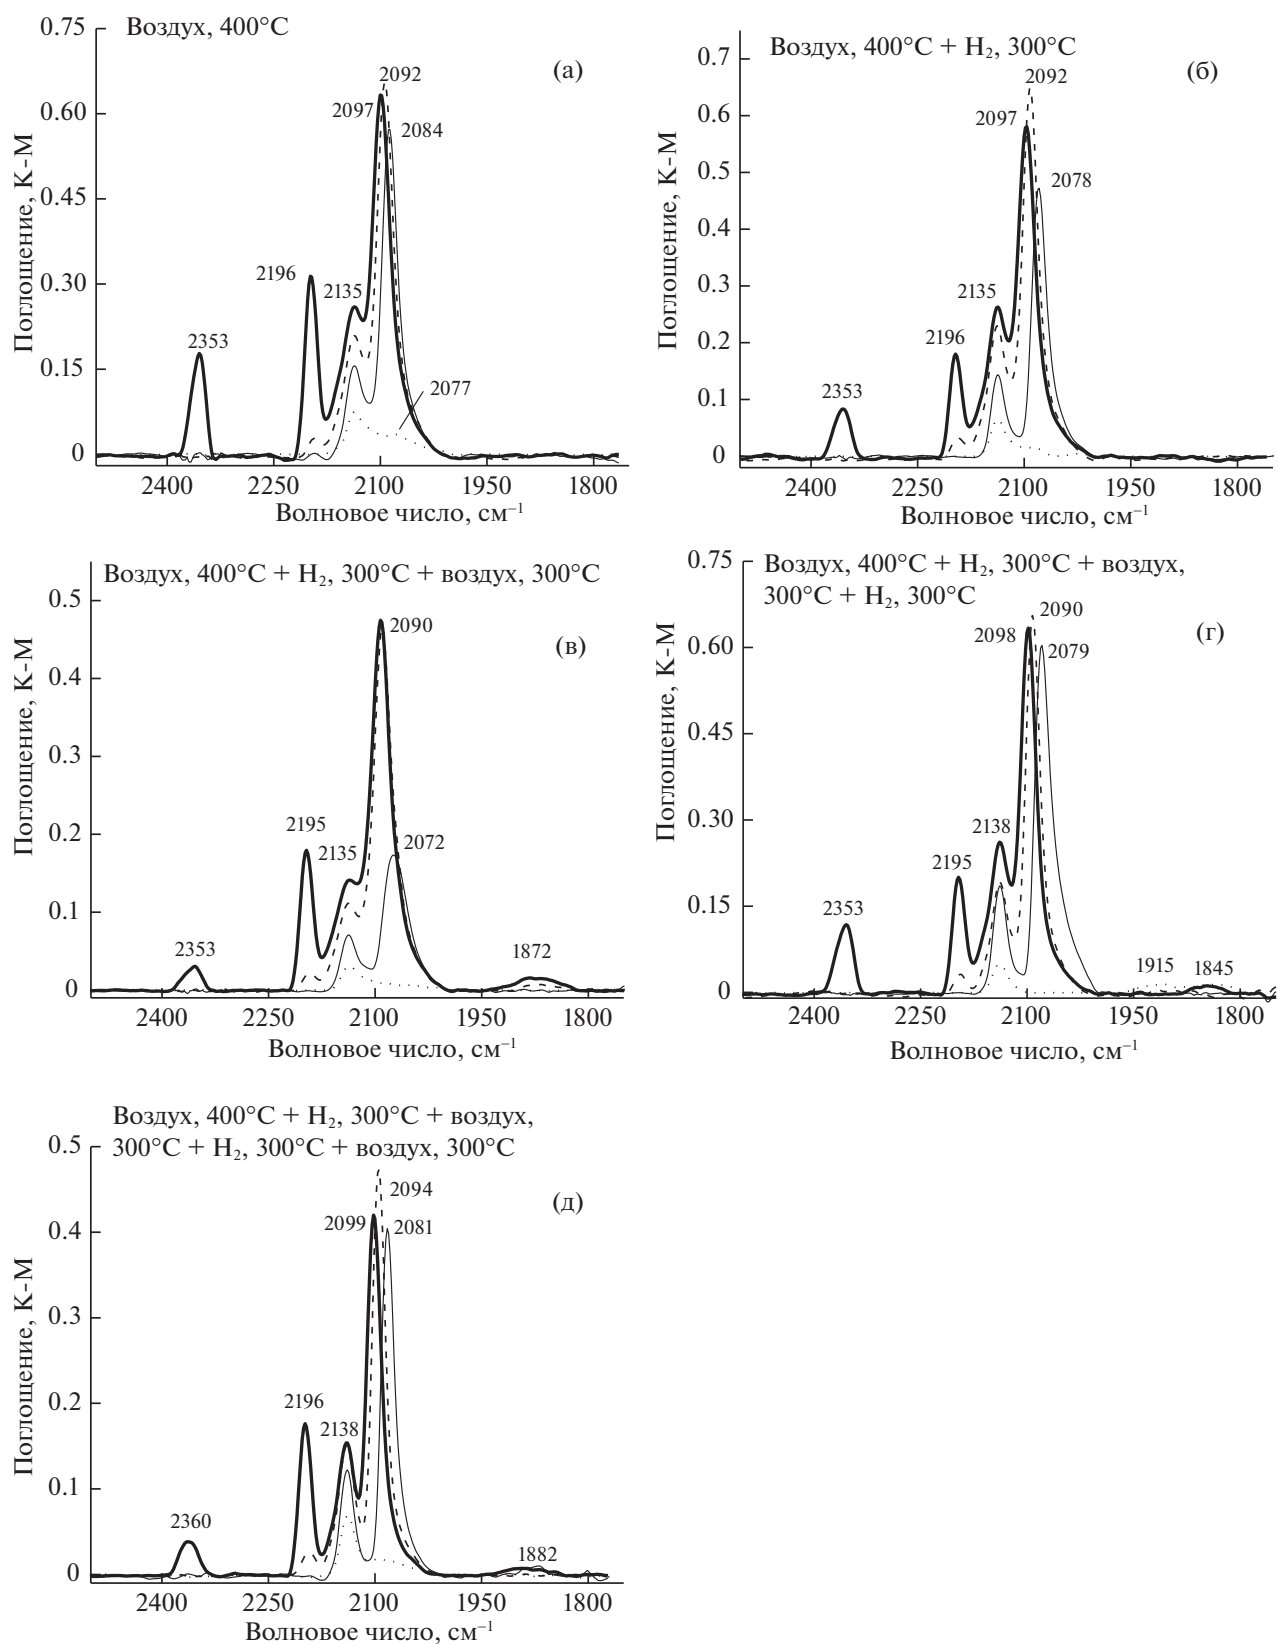 Воздух, 400°C
(а)
Поглощение, К-М
0.75
0.60
0.45
0.30
0.15
0
2353
2196
2135
2097
2092
2084
2077
2400 2250 2100 1950 1800
Волновое число, см⁻¹
Воздух, 400°C + H₂, 300°C
(б)
Поглощение, К-М
0.7
0.6
0.5
0.4
0.3
0.2
0.1
0
2353
2196
2135
2097
2092
2078
2400 2250 2100 1950 1800
Волновое число, см⁻¹
Воздух, 400°C + H₂, 300°C + воздух, 300°C
(в)
Поглощение, К-М
0.5
0.4
0.3
0.2
0.1
0
2353
2195
2135
2090
2072
1872
2400 2250 2100 1950 1800
Волновое число, см⁻¹
Воздух, 400°C + H₂, 300°C + воздух,
300°C + H₂, 300°C
(г)
Поглощение, К-М
0.75
0.60
0.45
0.30
0.15
0
2353
2195
2138
2098
2090
2079
1915
1845
2400 2250 2100 1950 1800
Волновое число, см⁻¹
Воздух, 400°C + H₂, 300°C + воздух,
300°C + H₂, 300°C + воздух, 300°C
(д)
Поглощение, К-М
0.5
0.4
0.3
0.2
0.1
0
2360
2196
2138
2099
2094
2081
1882
2400 2250 2100 1950 1800
Волновое число, см⁻¹